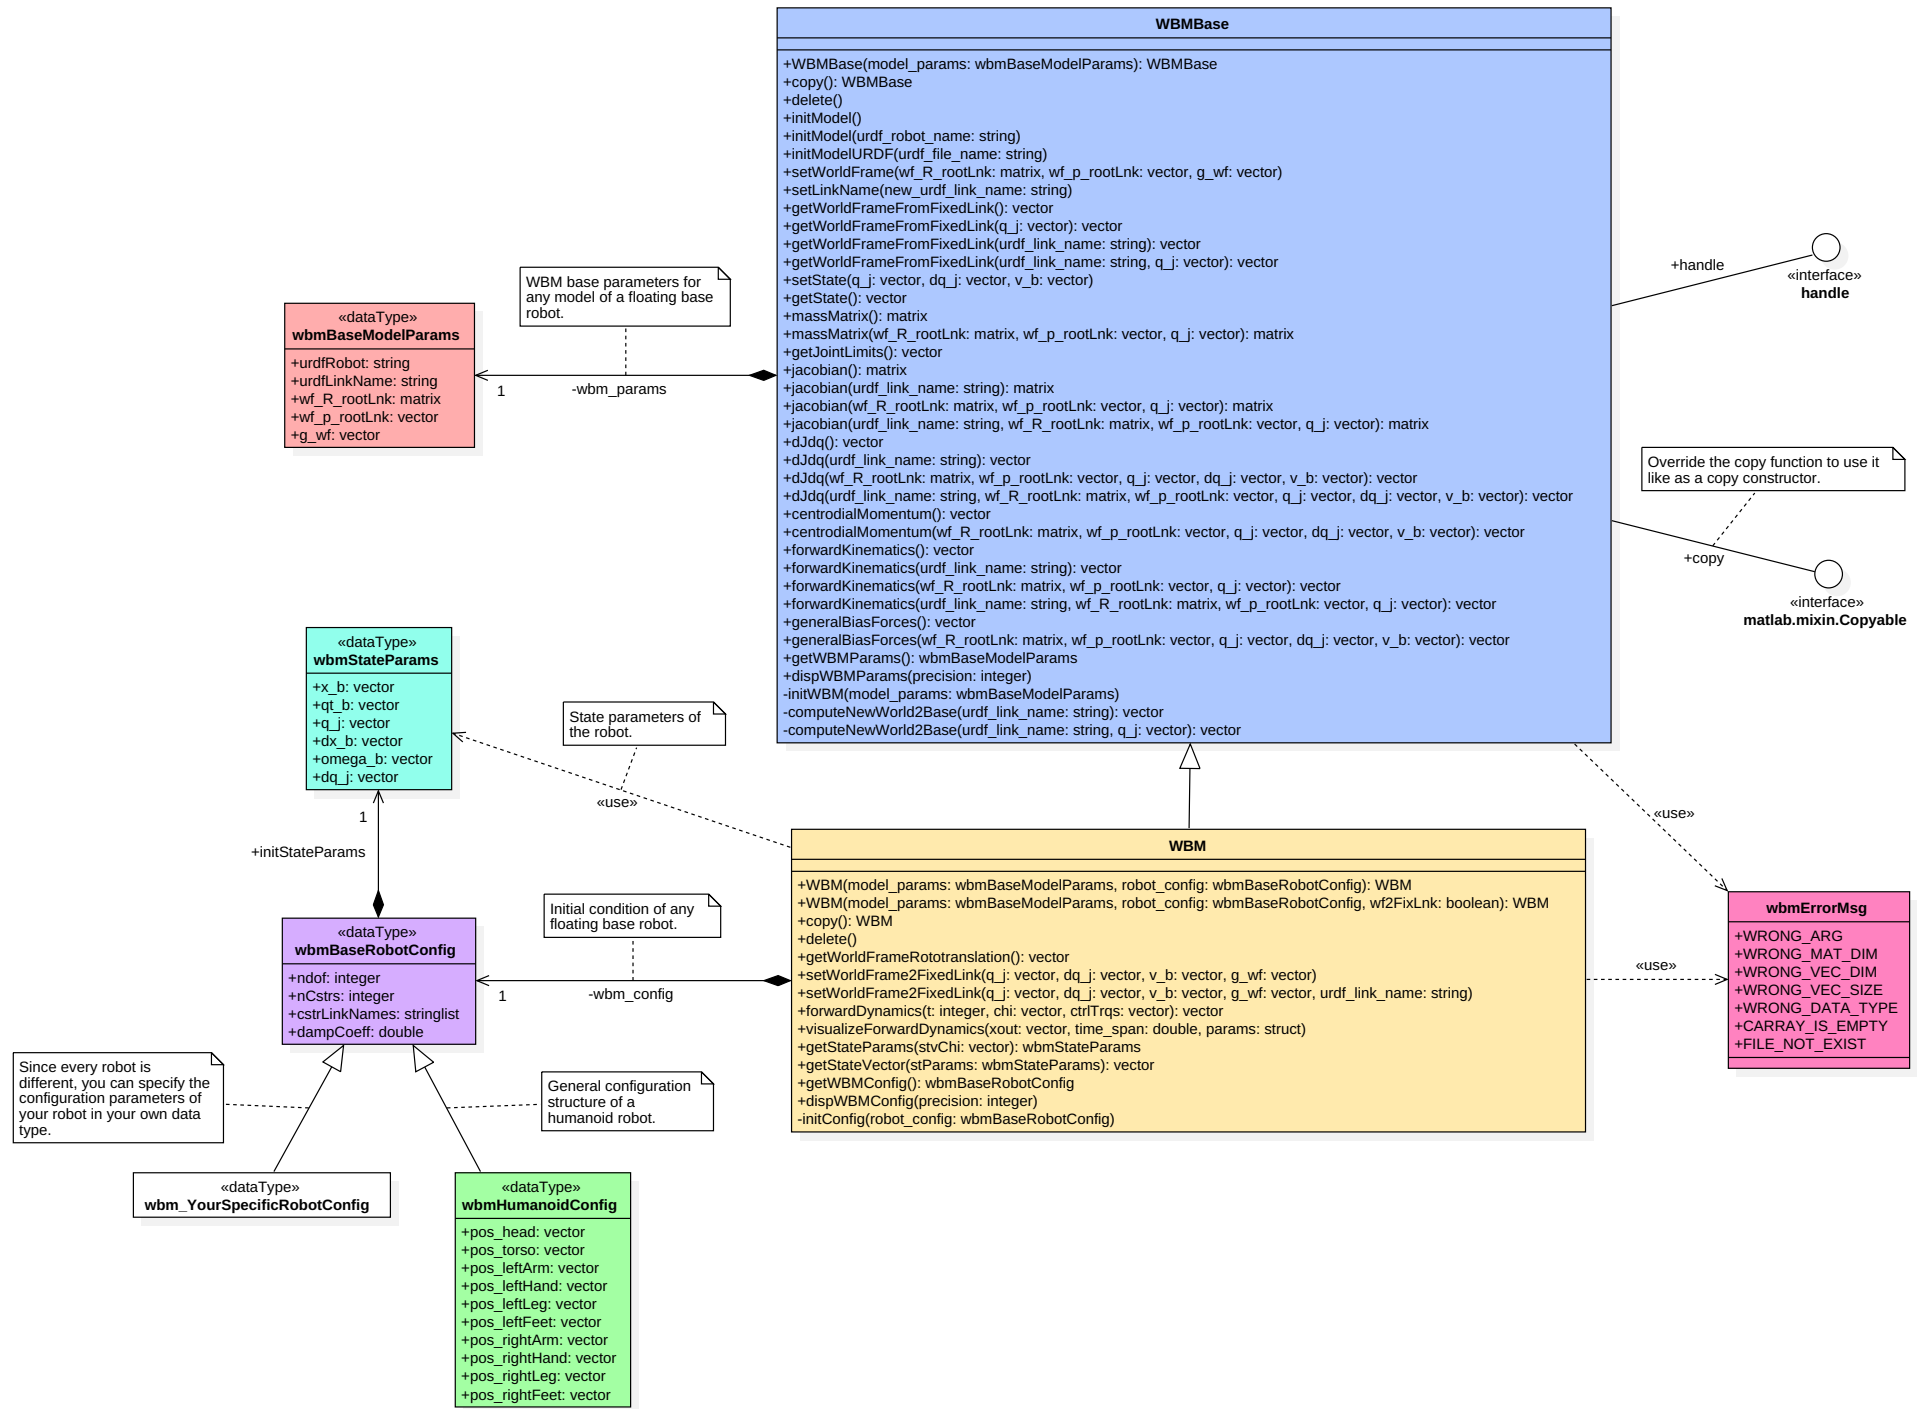 WBMBase
+WBMBase(model_params: wbmBaseModelParams): WBMBase
+copy(): WBMBase
+delete()
+initModel()
+initModel(urdf_robot_name: string)
+initModelURDF(urdf_file_name: string)
+setWorldFrame(wf_R_rootLnk: matrix, wf_p_rootLnk: vector, g_wf: vector)
+setLinkName(new_urdf_link_name: string)
+getWorldFrameFromFixedLink(): vector
+getWorldFrameFromFixedLink(q_j: vector): vector
+getWorldFrameFromFixedLink(urdf_link_name: string): vector
+getWorldFrameFromFixedLink(urdf_link_name: string, q_j: vector): vector
+setState(q_j: vector, dq_j: vector, v_b: vector)
+getState(): vector
+massMatrix(): matrix
+massMatrix(wf_R_rootLnk: matrix, wf_p_rootLnk: vector, q_j: vector): matrix
+getJointLimits(): vector
+jacobian(): matrix
+jacobian(urdf_link_name: string): matrix
+jacobian(wf_R_rootLnk: matrix, wf_p_rootLnk: vector, q_j: vector): matrix
+jacobian(urdf_link_name: string, wf_R_rootLnk: matrix, wf_p_rootLnk: vector, q_j: vector): matrix
+dJdq(): vector
+dJdq(urdf_link_name: string): vector
+dJdq(wf_R_rootLnk: matrix, wf_p_rootLnk: vector, q_j: vector, dq_j: vector, v_b: vector): vector
+dJdq(urdf_link_name: string, wf_R_rootLnk: matrix, wf_p_rootLnk: vector, q_j: vector, dq_j: vector, v_b: vector): vector
+centrodialMomentum(): vector
+centrodialMomentum(wf_R_rootLnk: matrix, wf_p_rootLnk: vector, q_j: vector, dq_j: vector, v_b: vector): vector
+forwardKinematics(): vector
+forwardKinematics(urdf_link_name: string): vector
+forwardKinematics(wf_R_rootLnk: matrix, wf_p_rootLnk: vector, q_j: vector): vector
+forwardKinematics(urdf_link_name: string, wf_R_rootLnk: matrix, wf_p_rootLnk: vector, q_j: vector): vector
+generalBiasForces(): vector
+generalBiasForces(wf_R_rootLnk: matrix, wf_p_rootLnk: vector, q_j: vector, dq_j: vector, v_b: vector): vector
+getWBMParams(): wbmBaseModelParams
+dispWBMParams(precision: integer)
-initWBM(model_params: wbmBaseModelParams)
-computeNewWorld2Base(urdf_link_name: string): vector
-computeNewWorld2Base(urdf_link_name: string, q_j: vector): vector
+handle
«interface»
handle
WBM base parameters for
any model of a floating base
robot.
«dataType»
wbmBaseModelParams
+urdfRobot: string
+urdfLinkName: string
+wf_R_rootLnk: matrix
+wf_p_rootLnk: vector
+g_wf: vector
1
-wbm_params
Override the copy function to use it
like as a copy constructor.
+copy
«interface»
matlab.mixin.Copyable
«dataType»
wbmStateParams
+x_b: vector
+qt_b: vector
+q_j: vector
+dx_b: vector
+omega_b: vector
+dq_j: vector
State parameters of
the robot.
«use»
1
+initStateParams
«use»
WBM
+WBM(model_params: wbmBaseModelParams, robot_config: wbmBaseRobotConfig): WBM
+WBM(model_params: wbmBaseModelParams, robot_config: wbmBaseRobotConfig, wf2FixLnk: boolean): WBM
+copy(): WBM
+delete()
+getWorldFrameRototranslation(): vector
+setWorldFrame2FixedLink(q_j: vector, dq_j: vector, v_b: vector, g_wf: vector)
+setWorldFrame2FixedLink(q_j: vector, dq_j: vector, v_b: vector, g_wf: vector, urdf_link_name: string)
+forwardDynamics(t: integer, chi: vector, ctrlTrqs: vector): vector
+visualizeForwardDynamics(xout: vector, time_span: double, params: struct)
+getStateParams(stvChi: vector): wbmStateParams
+getStateVector(stParams: wbmStateParams): vector
+getWBMConfig(): wbmBaseRobotConfig
+dispWBMConfig(precision: integer)
-initConfig(robot_config: wbmBaseRobotConfig)
«use»
wbmErrorMsg
+WRONG_ARG
+WRONG_MAT_DIM
+WRONG_VEC_DIM
+WRONG_VEC_SIZE
+WRONG_DATA_TYPE
+CARRAY_IS_EMPTY
+FILE_NOT_EXIST
Initial condition of any
floating base robot.
«dataType»
wbmBaseRobotConfig
+ndof: integer
+nCstrs: integer
+cstrLinkNames: stringlist
+dampCoeff: double
1
-wbm_config
Since every robot is
different, you can specify the
configuration parameters of
your robot in your own data
type.
General configuration
structure of a
humanoid robot.
«dataType»
wbm_YourSpecificRobotConfig
«dataType»
wbmHumanoidConfig
+pos_head: vector
+pos_torso: vector
+pos_leftArm: vector
+pos_leftHand: vector
+pos_leftLeg: vector
+pos_leftFeet: vector
+pos_rightArm: vector
+pos_rightHand: vector
+pos_rightLeg: vector
+pos_rightFeet: vector